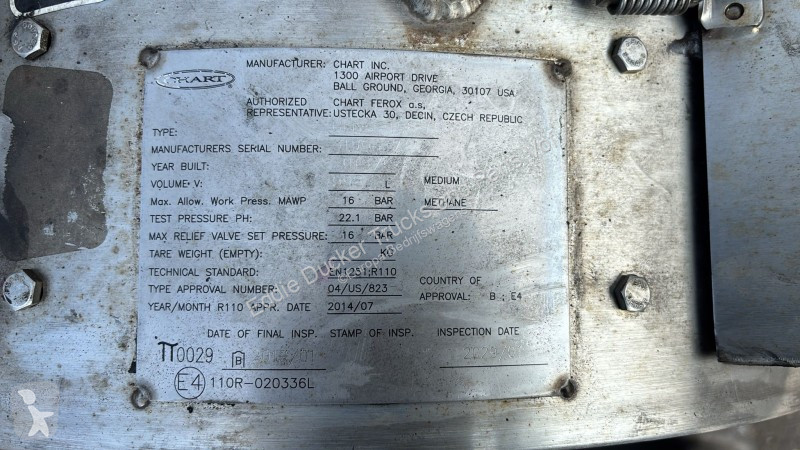 CHART
MANUFACTURER: CHART INC.
1300 AIRPORT DRIVE
BALL GROUND, GEORGIA, 30107 USA
AUTHORIZED CHART FEROX a.s,
REPRESENTATIVE: USTECKA 30, DECIN, CZECH REPUBLIC
TYPE:
MANUFACTURERS SERIAL NUMBER:
YEAR BUILT:
VOLUME V: L MEDIUM
Max. Allow. Work Press. MAWP 16 BAR METHANE
TEST PRESSURE PH: 22.1 BAR
MAX RELIEF VALVE SET PRESSURE: 16 BAR
TARE WEIGHT (EMPTY): KG
TECHNICAL STANDARD: EN1251;R110
TYPE APPROVAL NUMBER: 04/US/823
COUNTRY OF
APPROVAL: B ; E4
YEAR/MONTH R110 APPR. DATE 2014/07
DATE OF FINAL INSP. STAMP OF INSP. INSPECTION DATE
π0029 B
E4 110R-020336L